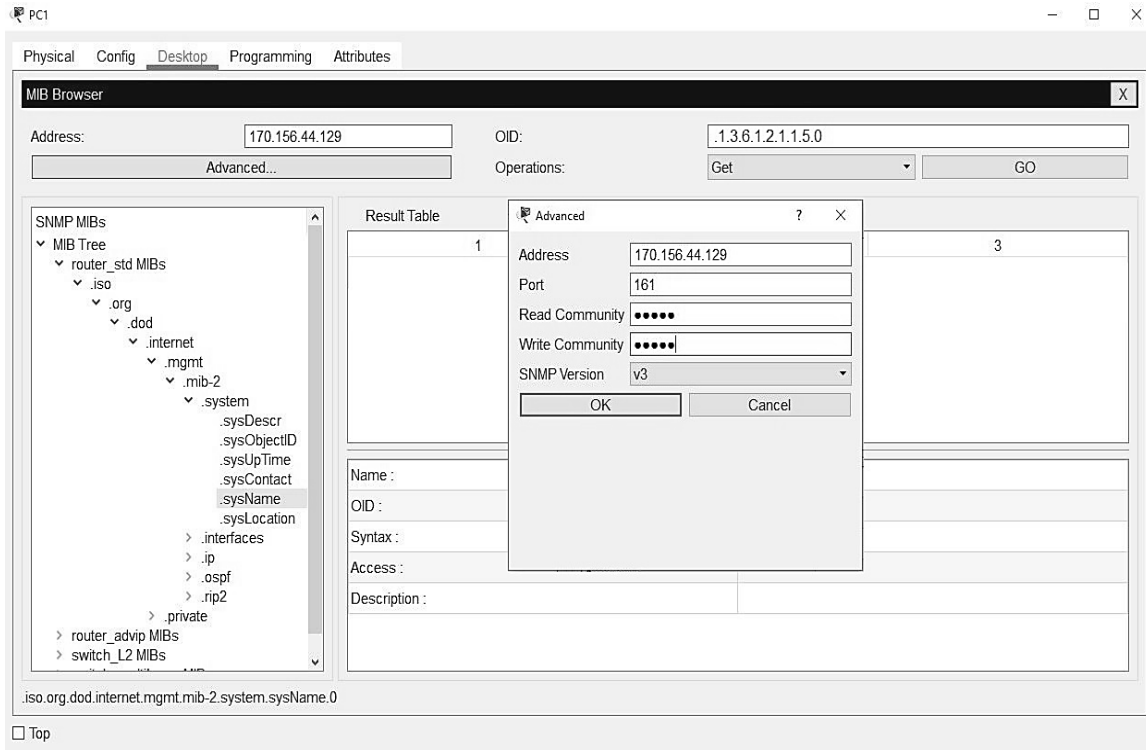 PC1
Physical Config Desktop Programming Attributes
MIB Browser X
Address: 170.156.44.129 OID: .1.3.6.1.2.1.1.5.0
Advanced... Operations: Get GO
SNMP MIBs
MIB Tree
router_std MIBs
.iso
.org
.dod
.internet
.mgmt
.mib-2
.system
.sysDescr
.sysObjectID
.sysUpTime
.sysContact
.sysName
.sysLocation
.interfaces
.ip
.ospf
.rip2
.private
router_advip MIBs
switch_L2 MIBs
Result Table
1 3
Name :
OID :
Syntax :
Access :
Description :
Advanced ? X
Address 170.156.44.129
Port 161
Read Community •••••
Write Community •••••
SNMP Version v3
OK Cancel
.iso.org.dod.internet.mgmt.mib-2.system.sysName.0
Top